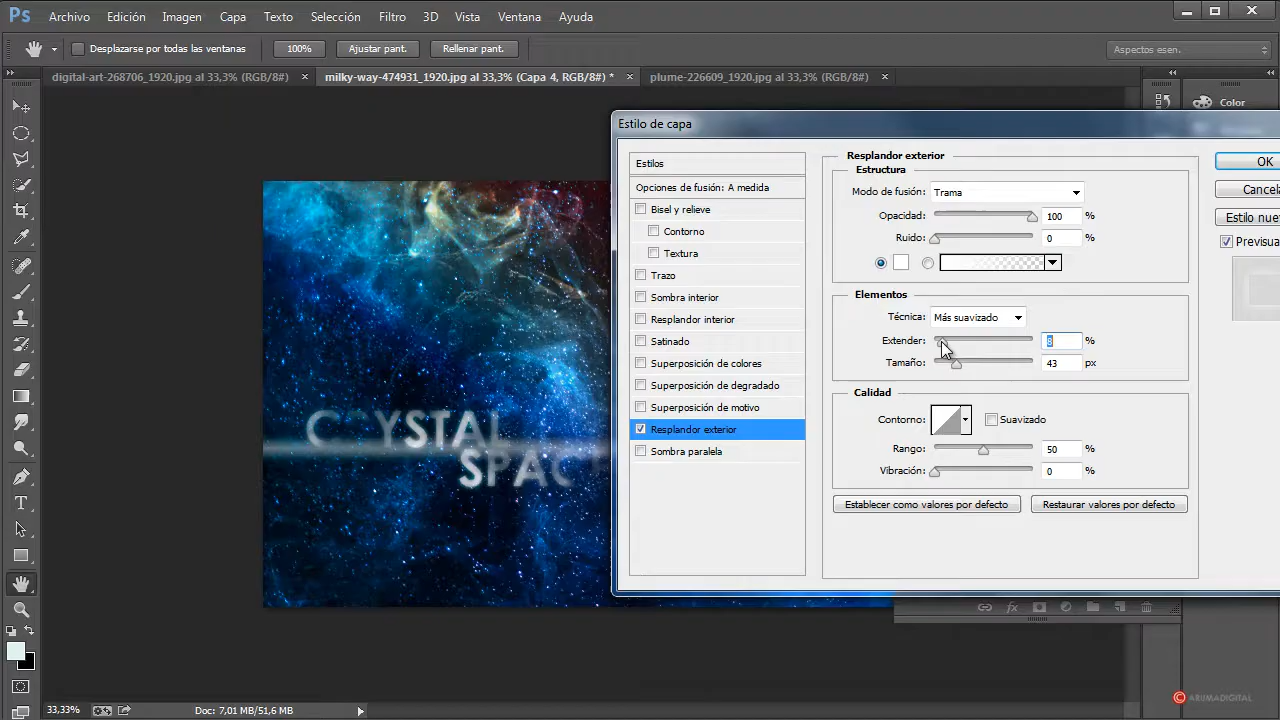 Ps Archivo Edición Imagen Capa Texto Selección Filtro 3D Vista Ventana Ayuda
Desplazarse por todas las ventanas 100% Ajustar pant. Rellenar pant. Aspectos esen.
digital-art-268706_1920.jpg al 33,3% (RGB/8#) × milky-way-474931_1920.jpg al 33,3% (Capa 4, RGB/8#) * × plume-226609_1920.jpg al 33,3% (RGB/8#) ×
Color
Estilo de capa
Estilos
Opciones de fusión: A medida
Bisel y relieve
Contorno
Textura
Trazo
Sombra interior
Resplandor interior
Satinado
Superposición de colores
Superposición de degradado
Superposición de motivo
Resplandor exterior
Sombra paralela
Resplandor exterior
Estructura
Modo de fusión: Trama
Opacidad: 100 %
Ruido: 0 %
Elementos
Técnica: Más suavizado
Extender: 8 %
Tamaño: 43 px
Calidad
Contorno: Suavizado
Rango: 50 %
Vibración: 0 %
Establecer como valores por defecto Restaurar valores por defecto
OK
Cancela
Estilo nue
Previsua
CRYSTAL
SPAC
33,33% Doc: 7,01 MB/51,6 MB
© ARUMADIGITAL